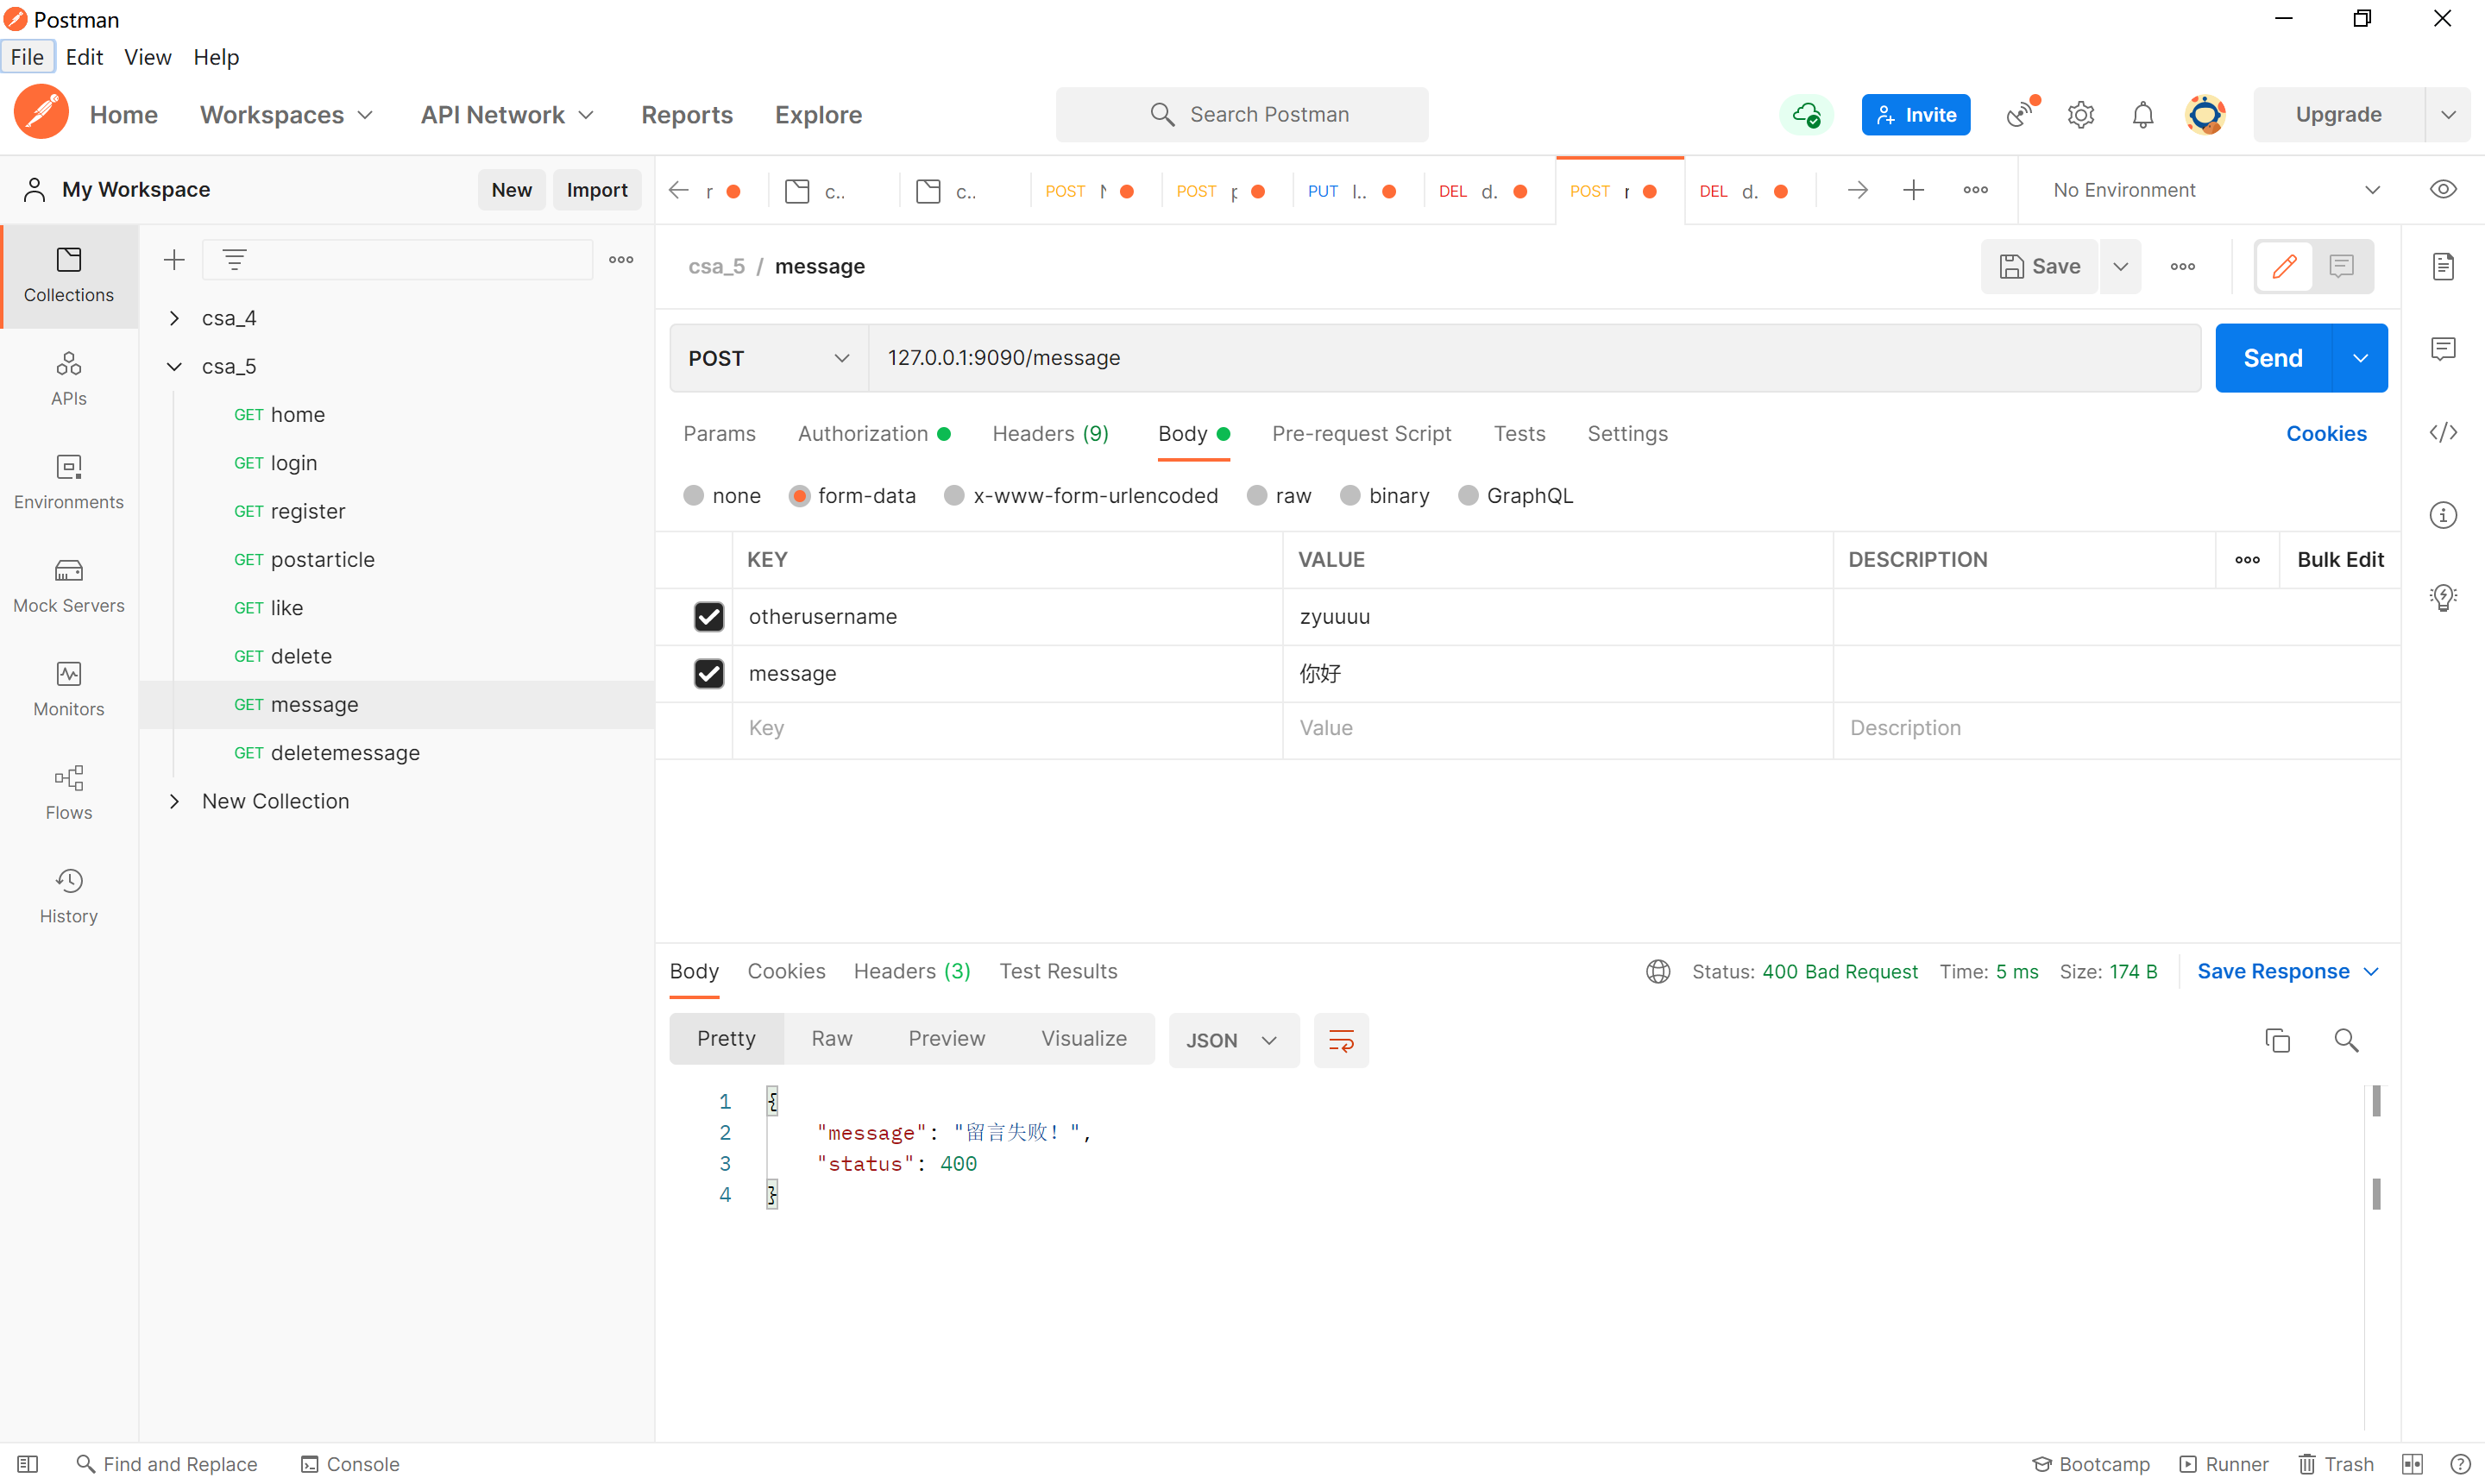 Postman
File Edit View Help
Home Workspaces API Network Reports Explore Search Postman Invite Upgrade
My Workspace New Import
r c.. c.. POST POST PUT l.. DEL d. POST DEL d. No Environment
Collections
APIs
Environments
Mock Servers
Monitors
Flows
History
csa_4
csa_5
GET home
GET login
GET register
GET postarticle
GET like
GET delete
GET message
GET deletemessage
New Collection
csa_5 / message Save
POST 127.0.0.1:9090/message Send
Params Authorization Headers (9) Body Pre-request Script Tests Settings Cookies
none form-data x-www-form-urlencoded raw binary GraphQL
KEY VALUE DESCRIPTION Bulk Edit
otherusername zyuuuu
message 你好
Key Value Description
Body Cookies Headers (3) Test Results Status: 400 Bad Request Time: 5 ms Size: 174 B Save Response
Pretty Raw Preview Visualize JSON
1 {
2 "message": "留言失败！",
3 "status": 400
4 }
Find and Replace Console Bootcamp Runner Trash